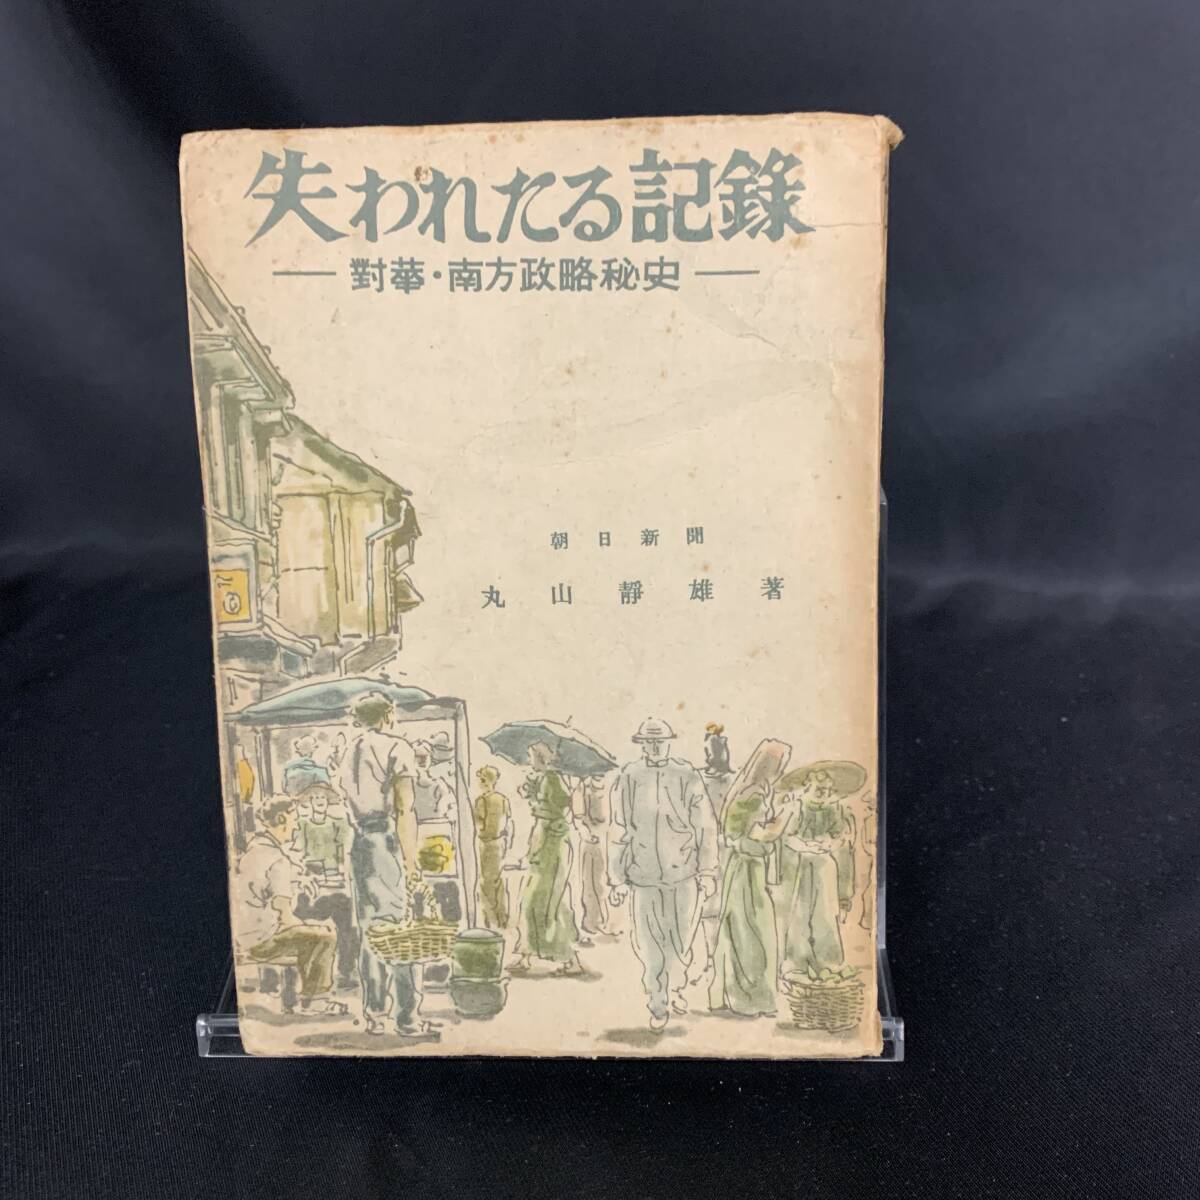 失われたる記錄
—對華・南方政略秘史—
朝日新聞
丸山靜雄著